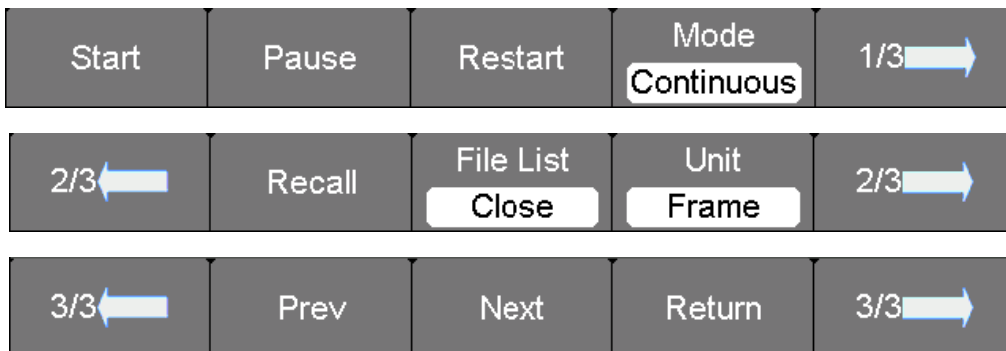 Start Pause Restart Mode Continuous 1/3
2/3 Recall File List Close Unit Frame 2/3
3/3 Prev Next Return 3/3